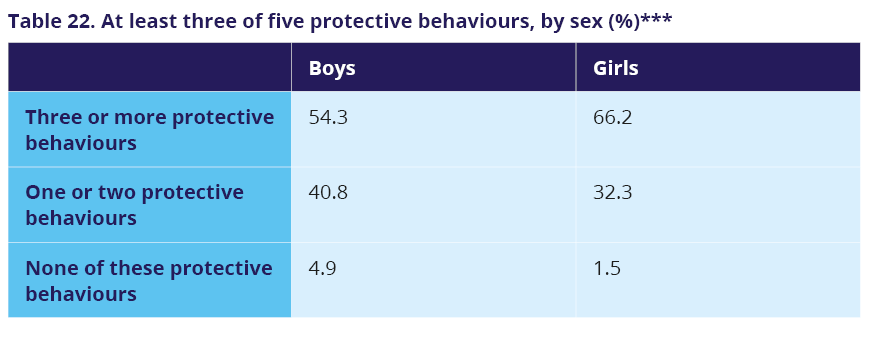 Table 22. At least three of five protective behaviours, by sex (%)***
Boys Girls
Three or more protective 54.3 66.2
behaviours
One or two protective 40.8 32.3
behaviours
None of these protective 4.9 1.5
behaviours